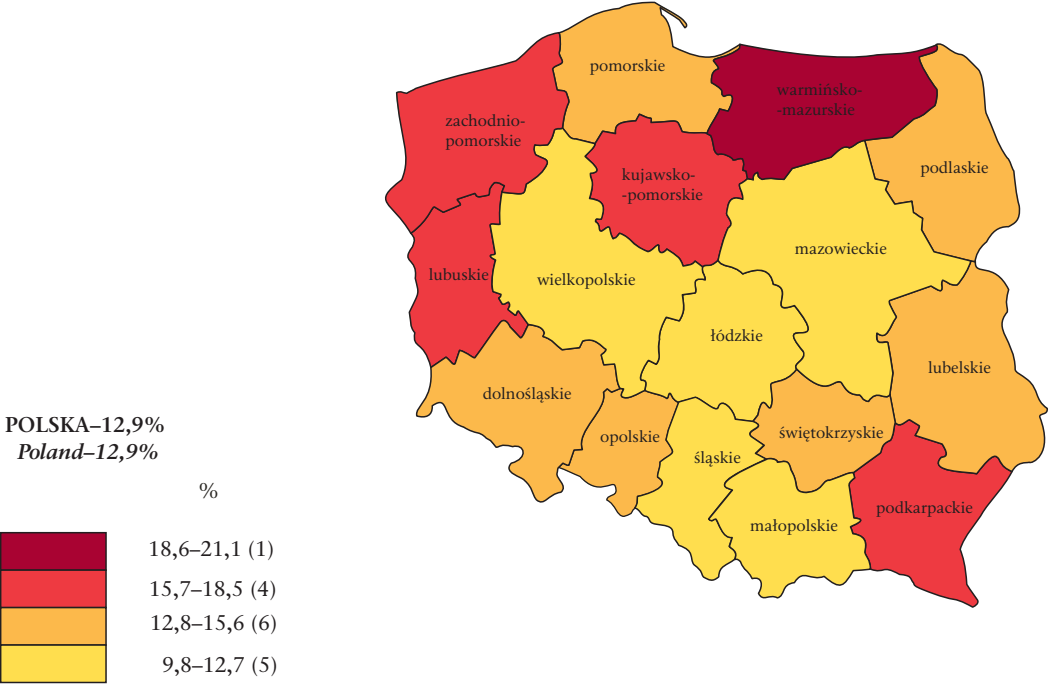 pomorskie
warmińsko-
-mazurskie
zachodnio-
pomorskie
podlaskie
kujawsko-
-pomorskie
mazowieckie
lubuskie
wielkopolskie
łódzkie
lubelskie
dolnośląskie
POLSKA–12,9%
Poland–12,9%
opolskie
świętokrzyskie
śląskie
%
podkarpackie
małopolskie
18,6–21,1 (1)
15,7–18,5 (4)
12,8–15,6 (6)
9,8–12,7 (5)